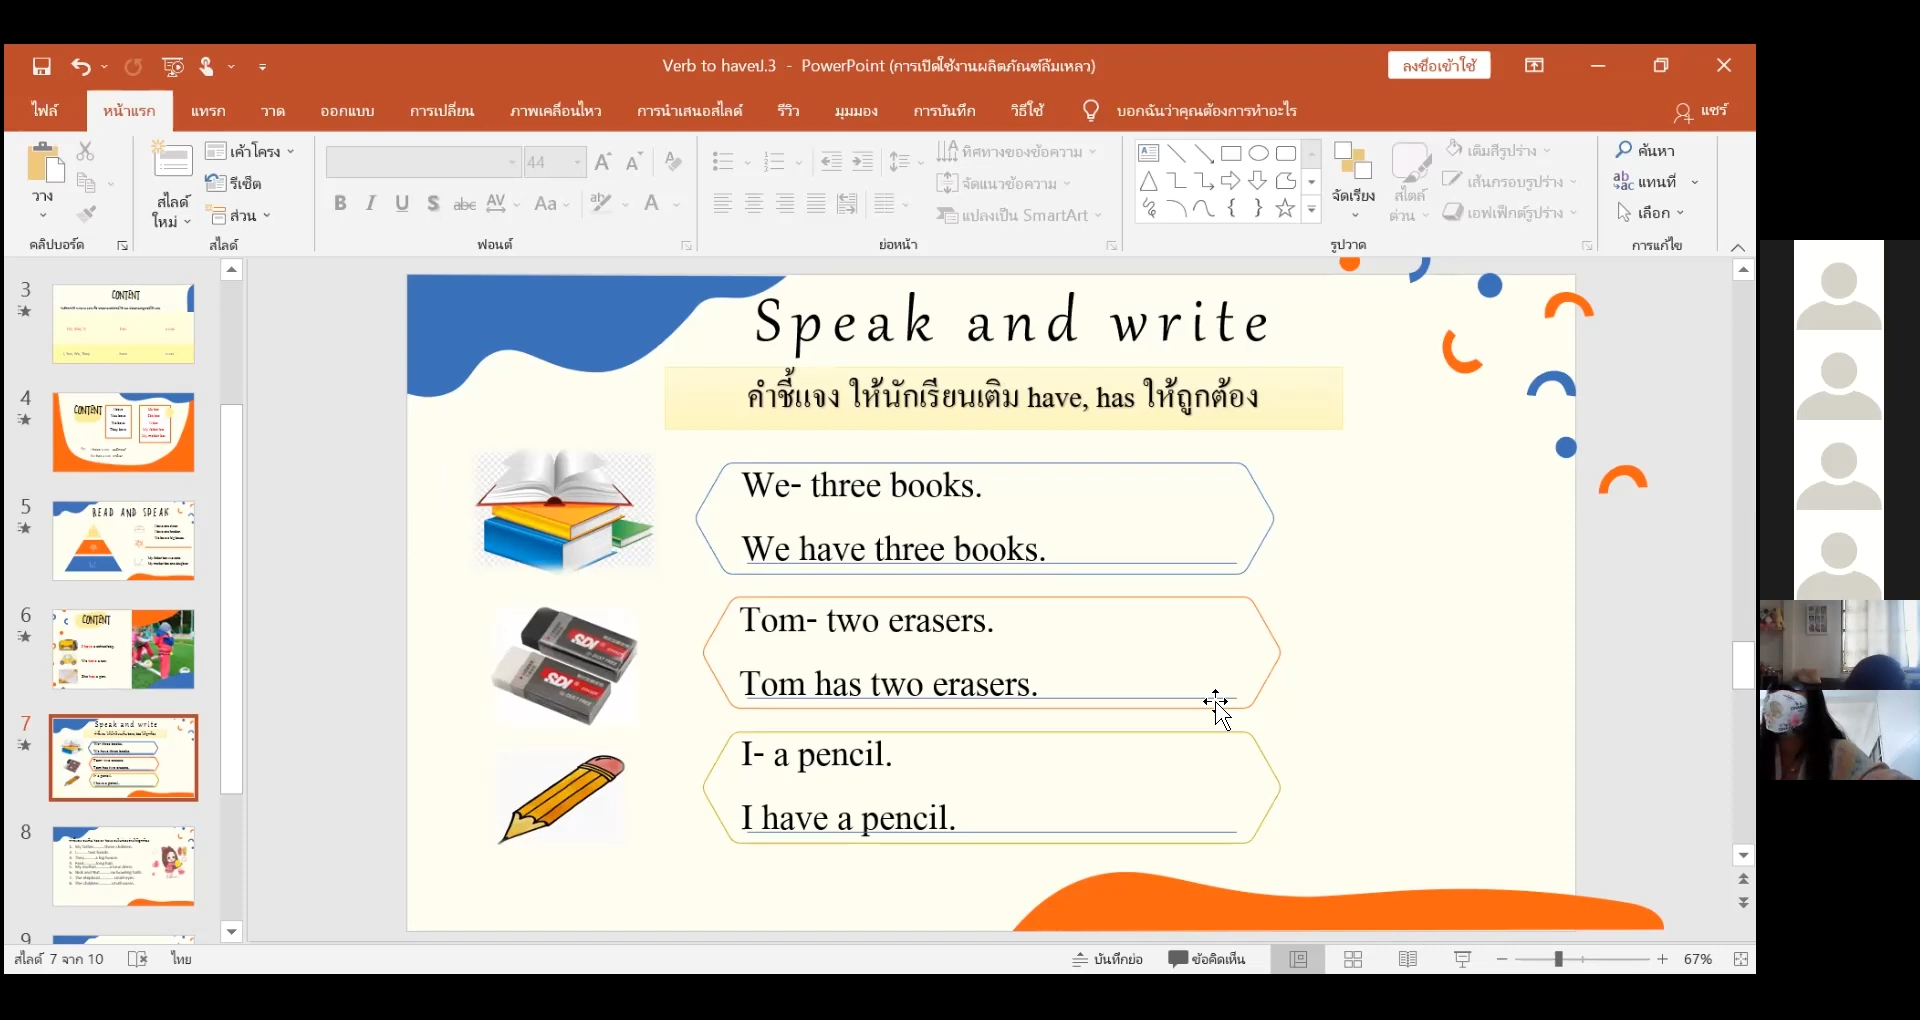 Verb to haveป.3 - PowerPoint (การเปิดใช้งานผลิตภัณฑ์ล้มเหลว)
ลงชื่อเข้าใช้
ไฟล์ หน้าแรก แทรก วาด ออกแบบ การเปลี่ยน ภาพเคลื่อนไหว การนำเสนอสไลด์ รีวิว มุมมอง การบันทึก วิธีใช้ บอกฉันว่าคุณต้องการทำอะไร แชร์
วาง
คลิปบอร์ด
สไลด์
ใหม่
เค้าโครง
รีเซ็ต
ส่วน
สไลด์
44
B I U S abc AV Aa A
ฟอนต์
ทิศทางของข้อความ
จัดแนวข้อความ
แปลงเป็น SmartArt
ย่อหน้า
จัดเรียง
สไตล์
ด่วน
เติมสีรูปร่าง
เส้นกรอบรูปร่าง
เอฟเฟ็กต์รูปร่าง
รูปวาด
ค้นหา
แทนที่
เลือก
การแก้ไข
3
CONTENT
4
CONTENT
5
READ AND SPEAK
6
CONTENT
7
Speak and write
8
9
Speak and write
คำชี้แจง ให้นักเรียนเติม have, has ให้ถูกต้อง
We- three books.
We have three books.
SDI
SDI
Tom- two erasers.
Tom has two erasers.
I- a pencil.
I have a pencil.
สไลด์ 7 จาก 10
ไทย
บันทึกย่อ
ข้อคิดเห็น
67%